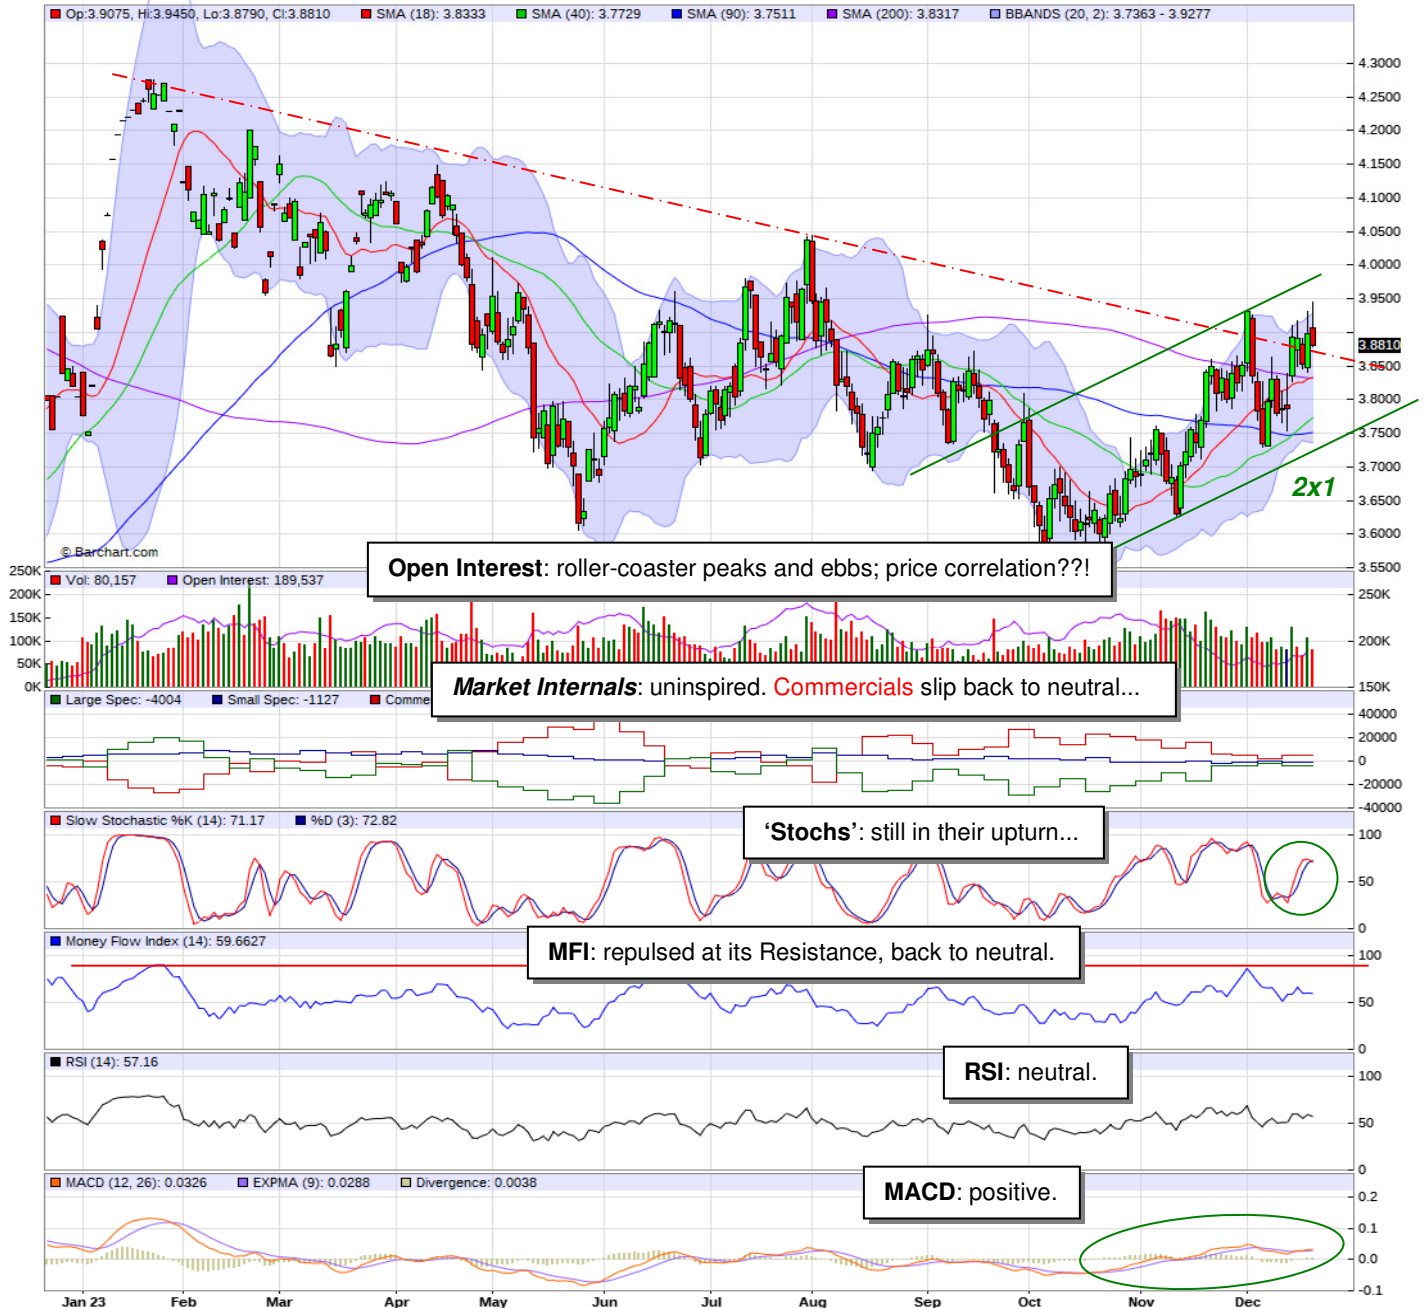 Op:3.9075, Hi:3.9450, Lo:3.8790, Cl:3.8810 SMA (18): 3.8333 SMA (40): 3.7729 SMA (90): 3.7511 SMA (200): 3.8317 BBANDS (20, 2): 3.7363 - 3.9277
4.3000
4.2500
4.2000
4.1500
4.1000
4.0500
4.0000
3.9500
3.8810
3.8500
3.8000
3.7500
3.7000
2x1
3.6500
3.6000
© Barchart.com
3.5500
Open Interest: roller-coaster peaks and ebbs; price correlation??!
250K Vol: 80,157 Open Interest: 189,537
200K 250K
150K
100K 200K
50K
0K 150K
Market Internals: uninspired. Commercials slip back to neutral...
Large Spec: -4004 Small Spec: -1127 Comme
40000
20000
0
-20000
-40000
Slow Stochastic %K (14): 71.17 %D (3): 72.82
‘Stochs’: still in their upturn...
100
50
0
Money Flow Index (14): 59.6627
MFI: repulsed at its Resistance, back to neutral.
100
50
0
RSI (14): 57.16
RSI: neutral.
100
50
0
MACD (12, 26): 0.0326 EXPMA (9): 0.0288 Divergence: 0.0038
MACD: positive.
0.2
0.1
0.0
-0.1
Jan 23 Feb Mar Apr May Jun Jul Aug Sep Oct Nov Dec